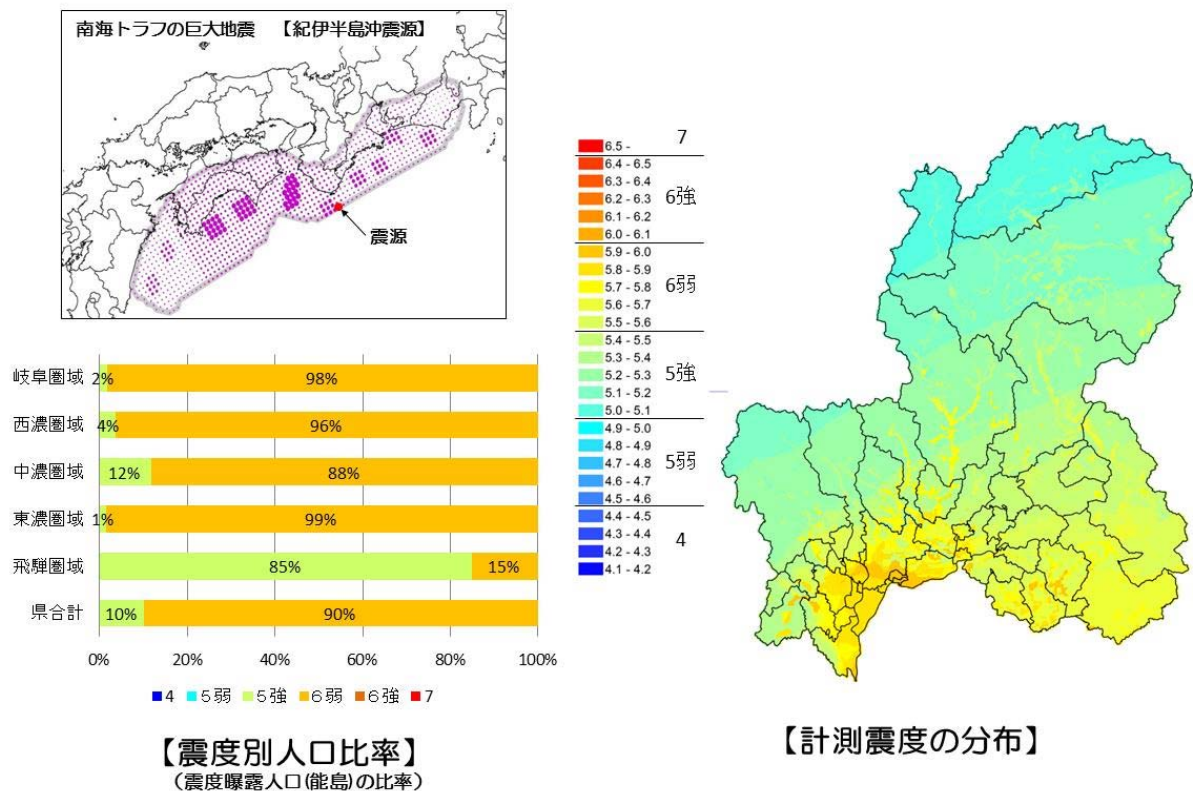 南海トラフの巨大地震 【紀伊半島沖震源】
震源
岐阜圏域 2% 98%
西濃圏域 4% 96%
中濃圏域 12% 88%
東濃圏域 1% 99%
飛騨圏域 85% 15%
県合計 10% 90%
0% 20% 40% 60% 80% 100%
■4 ■5弱 ■5強 ■6弱 ■6強 ■7
【震度別人口比率】
（震度曝露人口(能島)の比率）
6.5 -
6.4 - 6.5
6.3 - 6.4
6.2 - 6.3
6.1 - 6.2
6.0 - 6.1
5.9 - 6.0
5.8 - 5.9
5.7 - 5.8
5.6 - 5.7
5.5 - 5.6
5.4 - 5.5
5.3 - 5.4
5.2 - 5.3
5.1 - 5.2
5.0 - 5.1
4.9 - 5.0
4.8 - 4.9
4.7 - 4.8
4.6 - 4.7
4.5 - 4.6
4.4 - 4.5
4.3 - 4.4
4.2 - 4.3
4.1 - 4.2
7
6強
6弱
5強
5弱
4
【計測震度の分布】